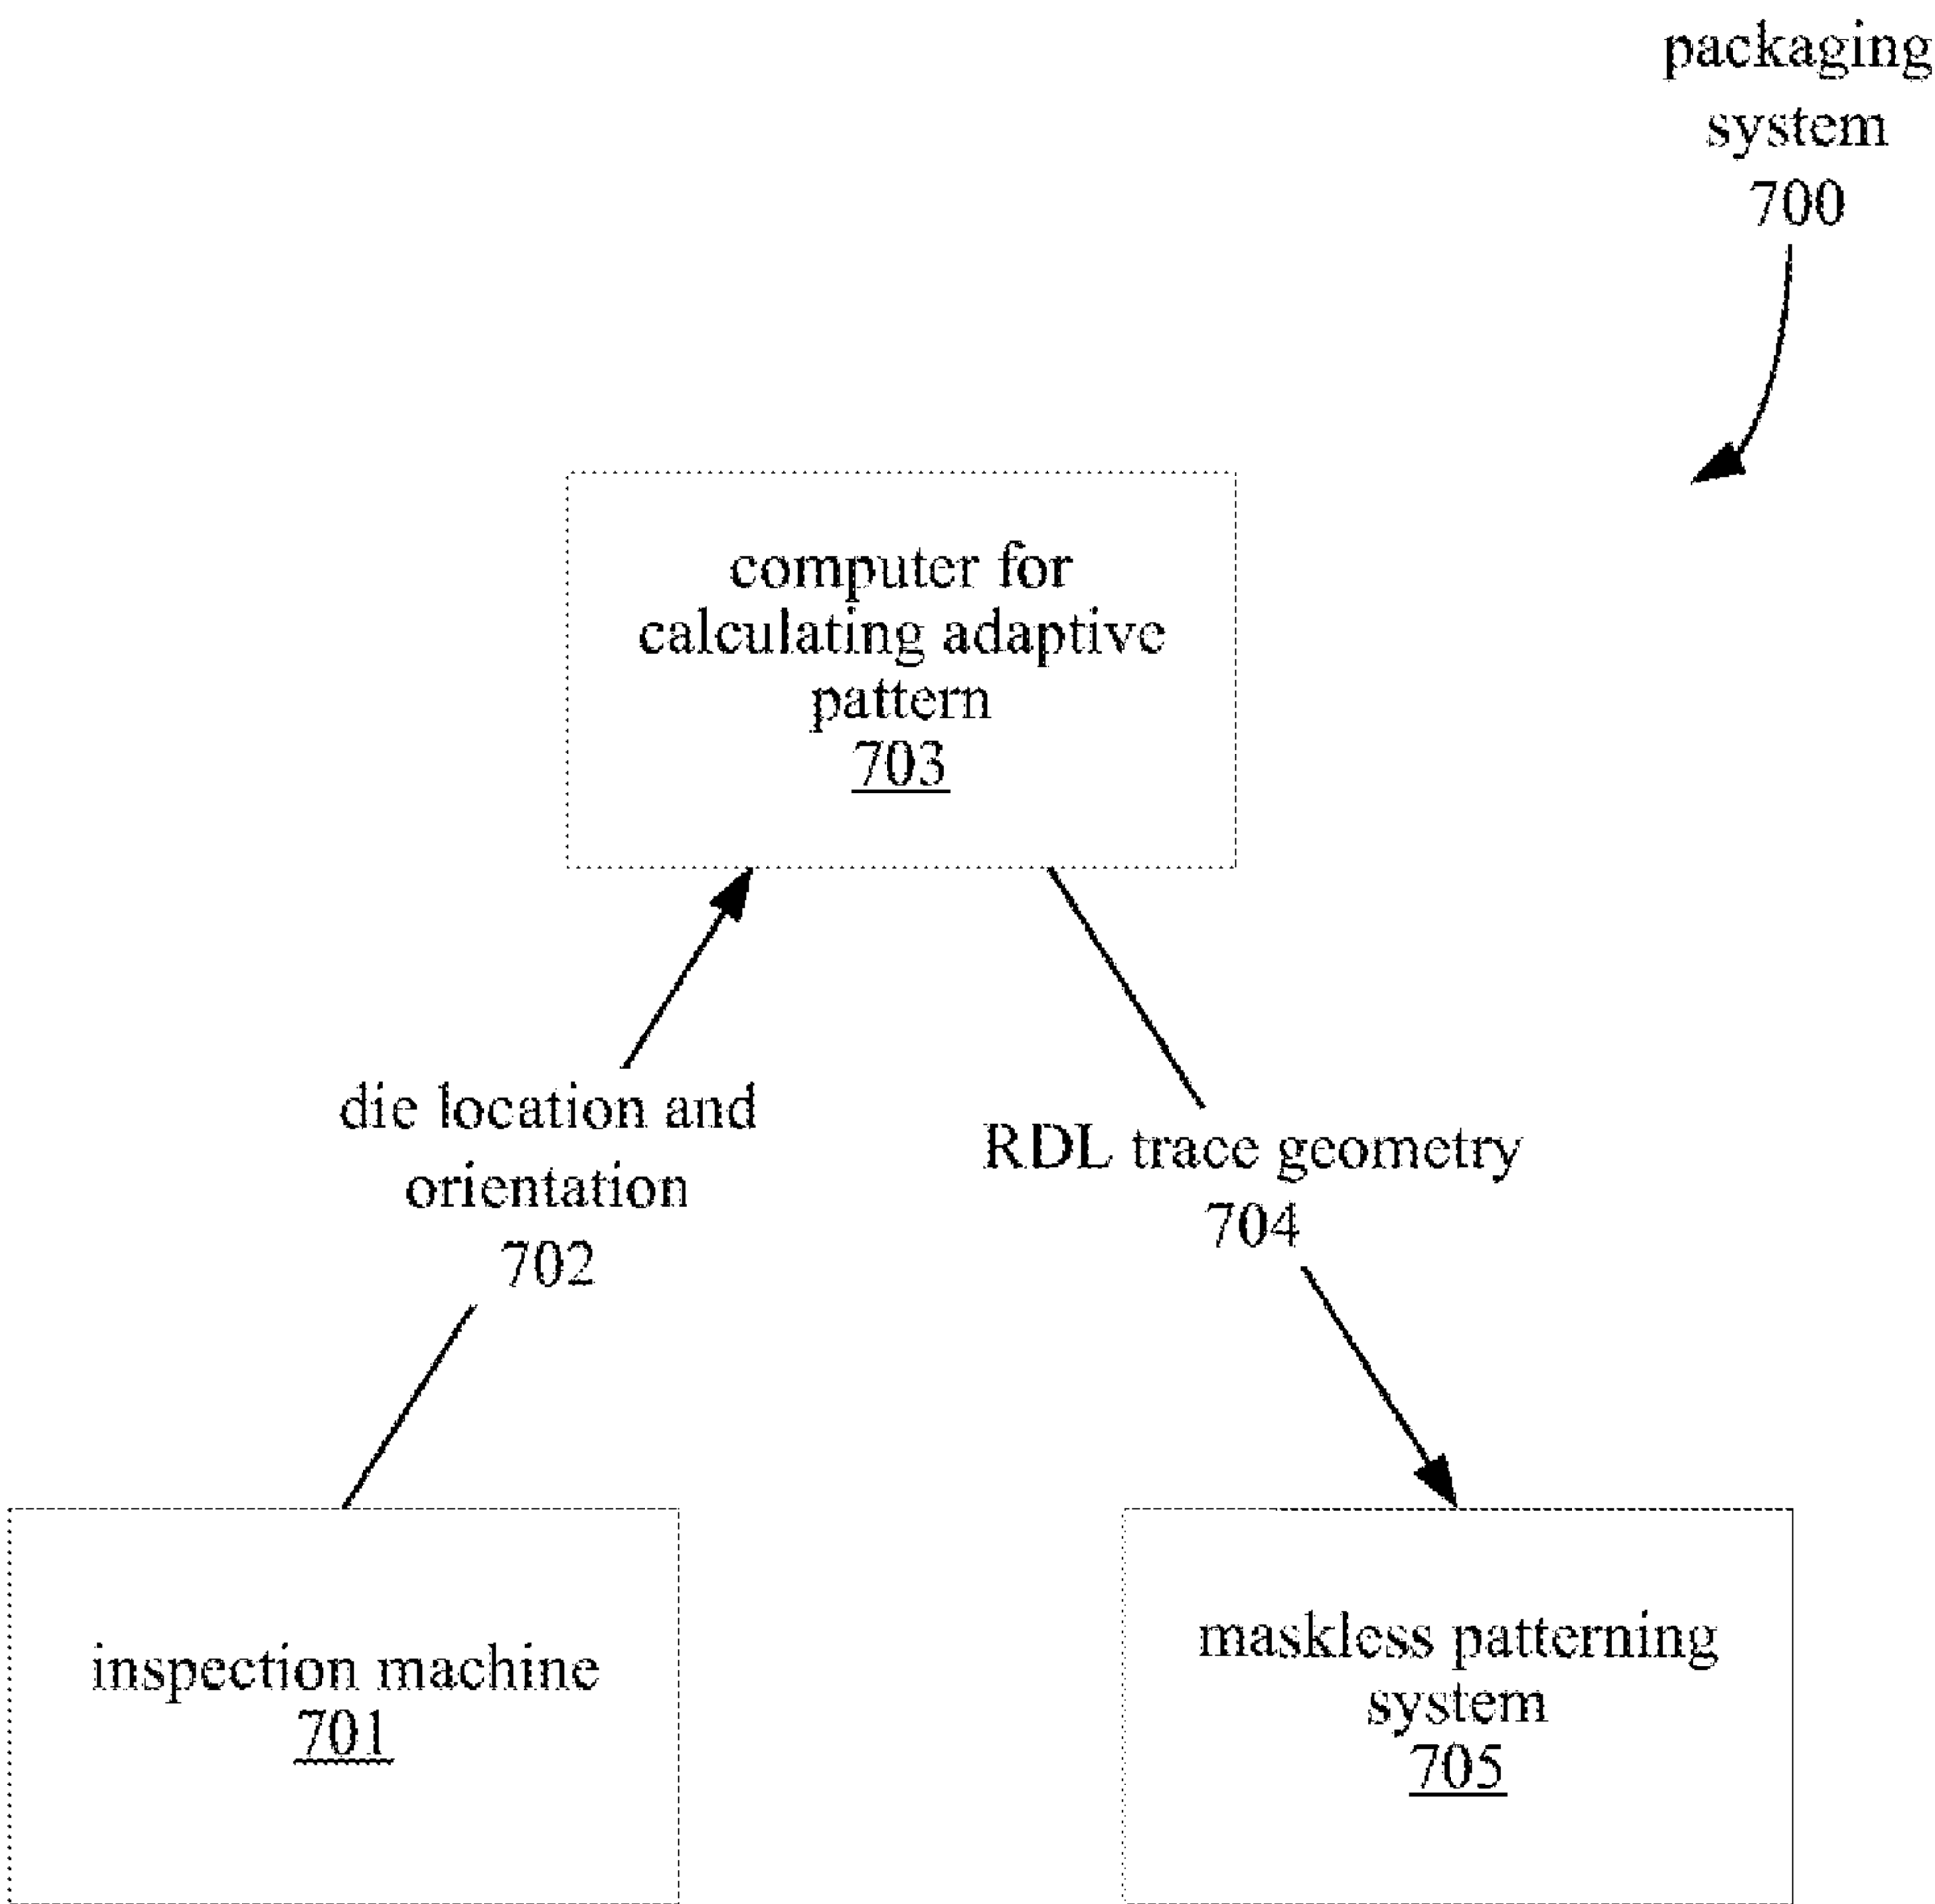 packaging
system
700
computer for
calculating adaptive
pattern
703
die location and
orientation
702
RDL trace geometry
704
inspection machine
701
maskless patterning
system
705